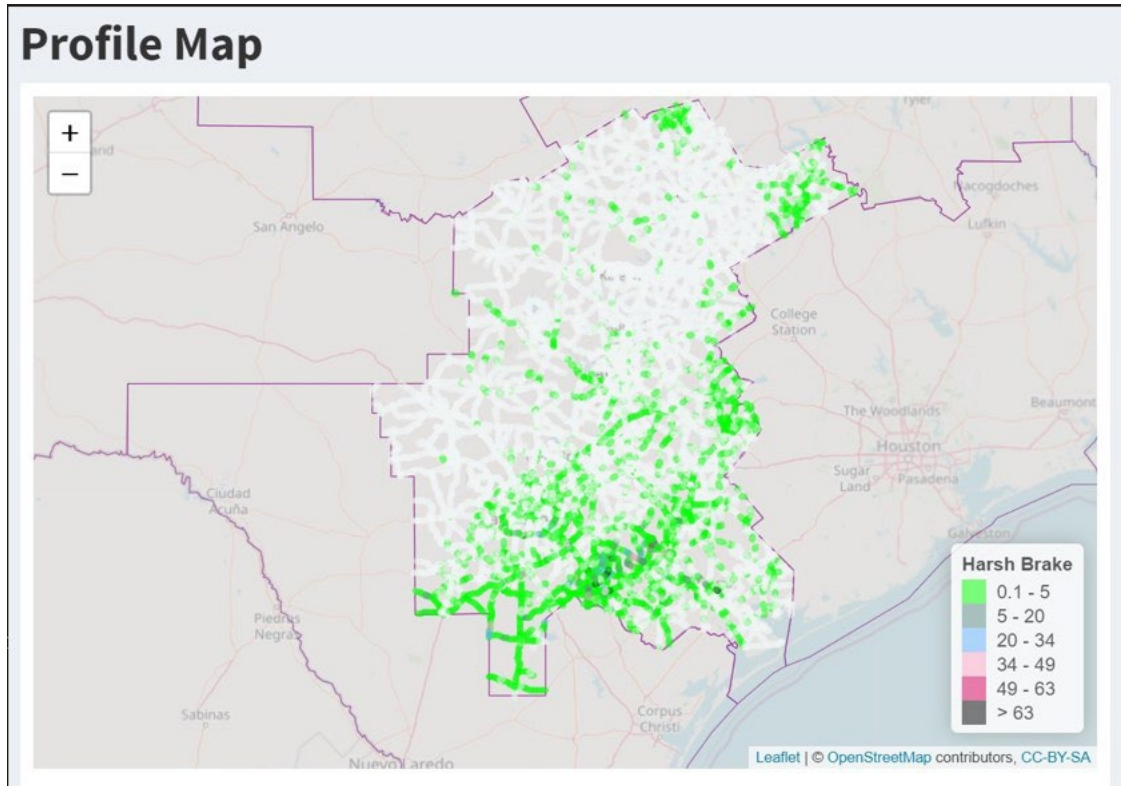 Profile Map
+
−
Tyler
and
Nacogdoches
San Angelo
Lufkin
College
Station
The Woodlands
Beaumont
Houston
Sugar
Land
Pasadena
Ciudad
Acuña
Galveston
Piedras
Negras
Sabinas
Corpus
Christi
Nuevo Laredo
Harsh Brake
0.1 - 5
5 - 20
20 - 34
34 - 49
49 - 63
> 63
Leaflet | © OpenStreetMap contributors, CC-BY-SA